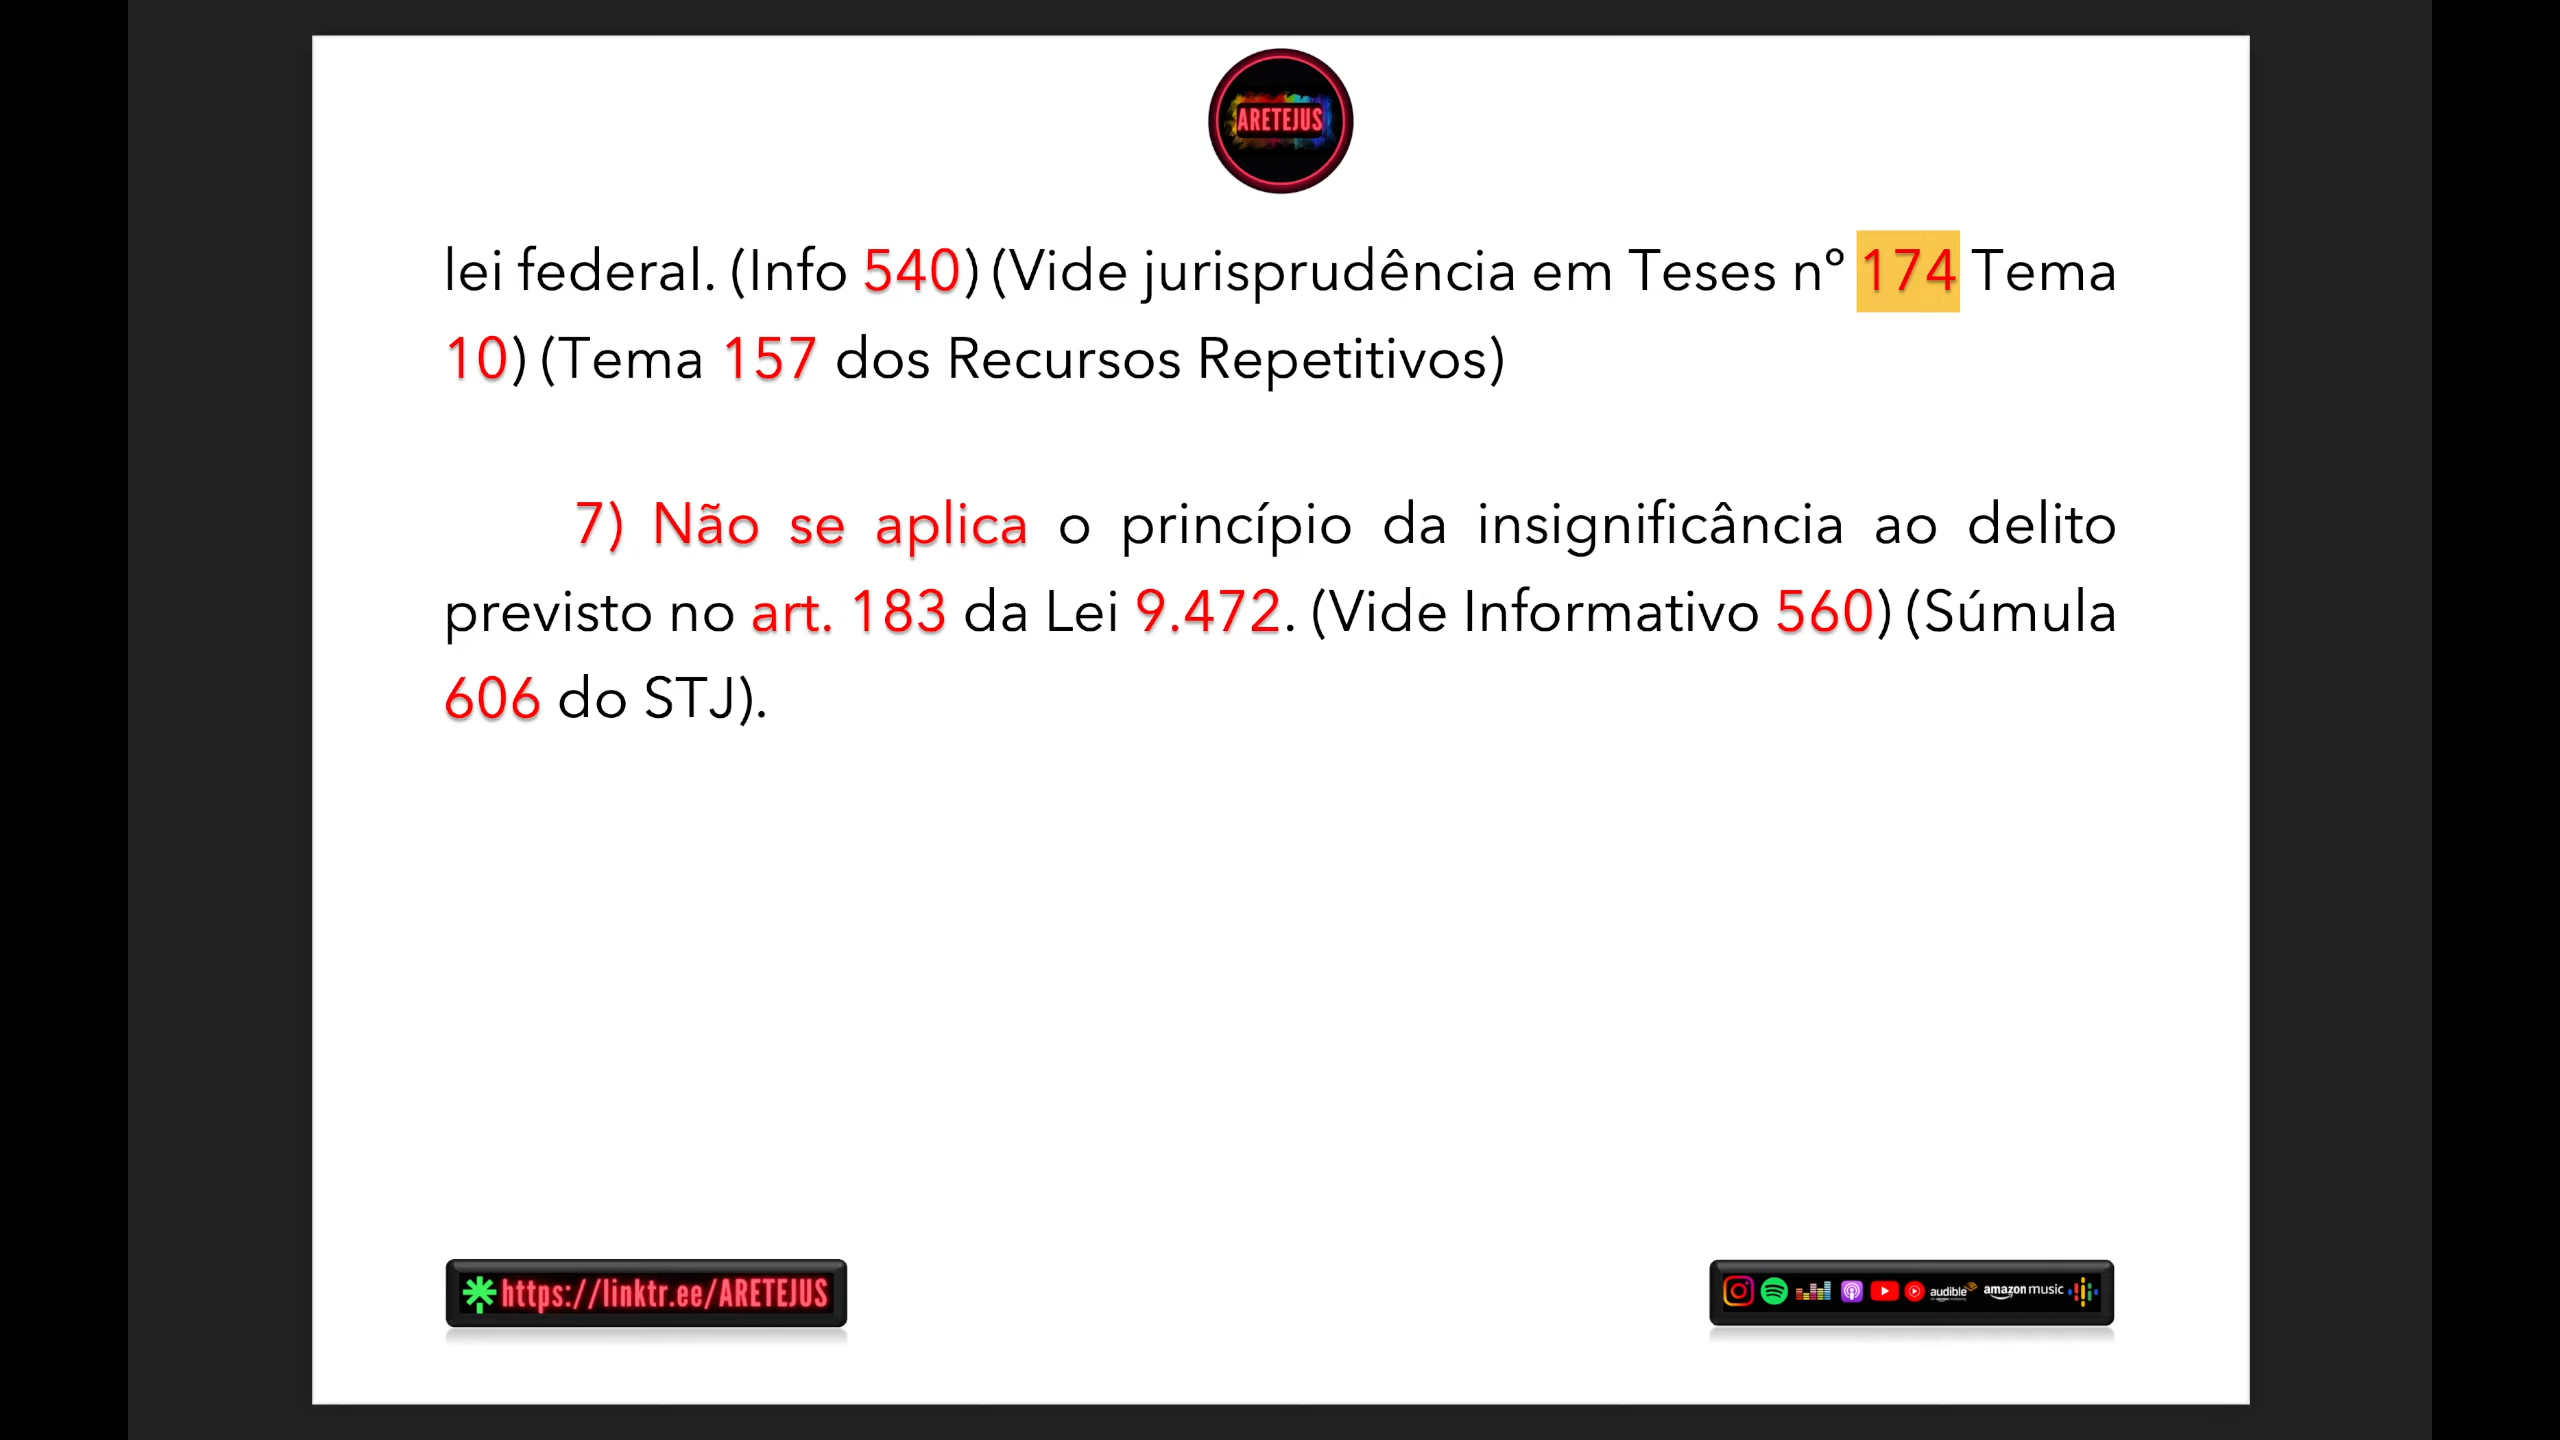 ARETEJUS
lei federal. (Info 540) (Vide jurisprudência em Teses nº 174 Tema
10) (Tema 157 dos Recursos Repetitivos)
7) Não se aplica o princípio da insignificância ao delito
previsto no art. 183 da Lei 9.472. (Vide Informativo 560) (Súmula
606 do STJ).
https://linktr.ee/ARETEJUS
audible amazon music